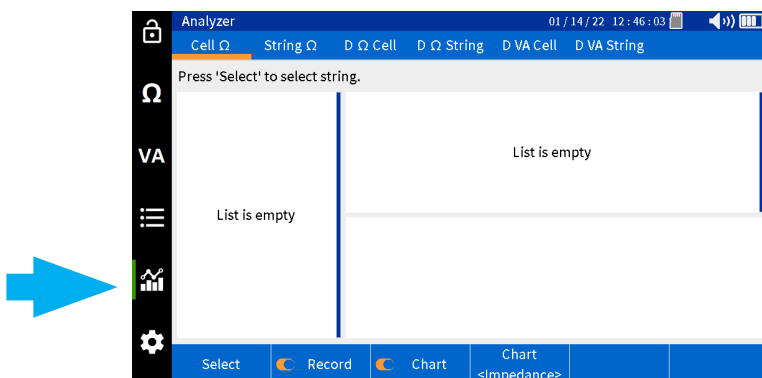 Analyzer 01/14/22 12:46:03
Cell Ω String Ω D Ω Cell D Ω String D VA Cell D VA String
Press 'Select' to select string.
Ω
VA
List is empty
List is empty
Select Record Chart Chart
<Impedance>